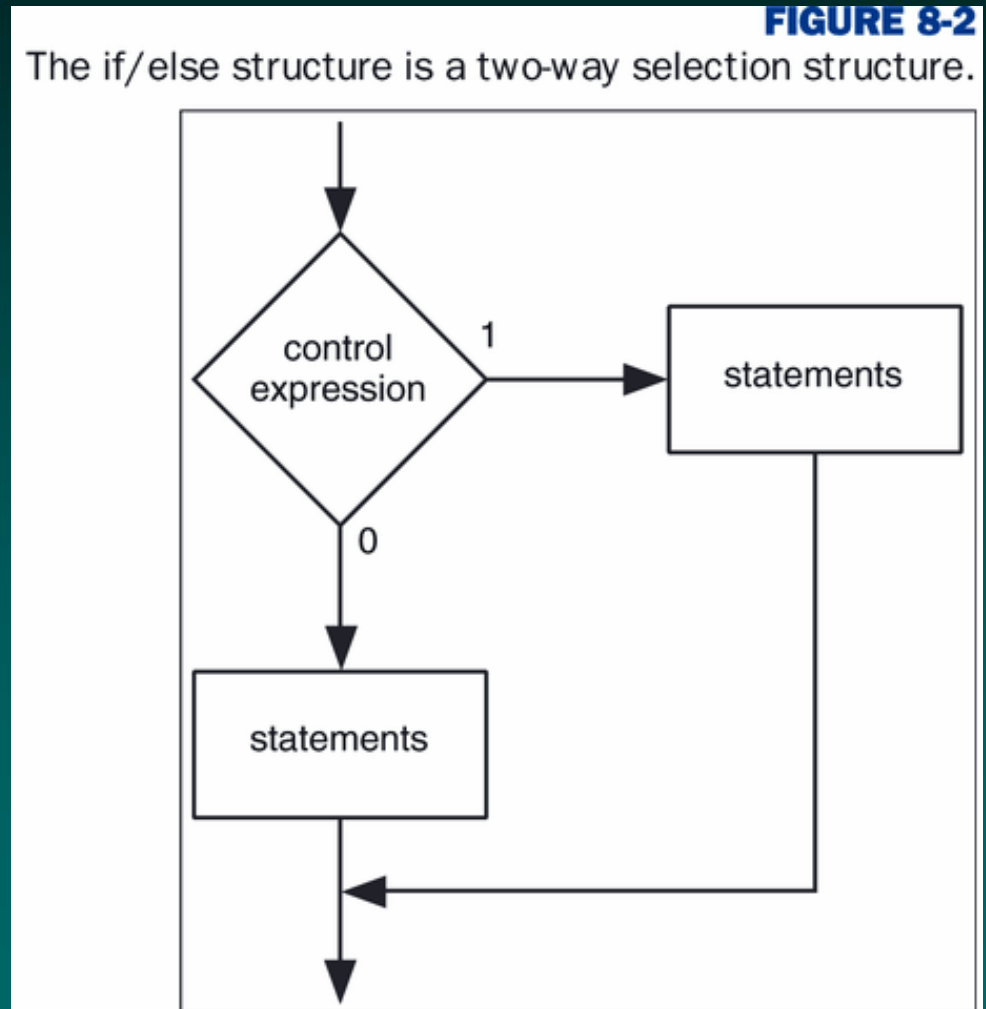 FIGURE 8-2
The if/else structure is a two-way selection structure.
control
expression
1
statements
0
statements